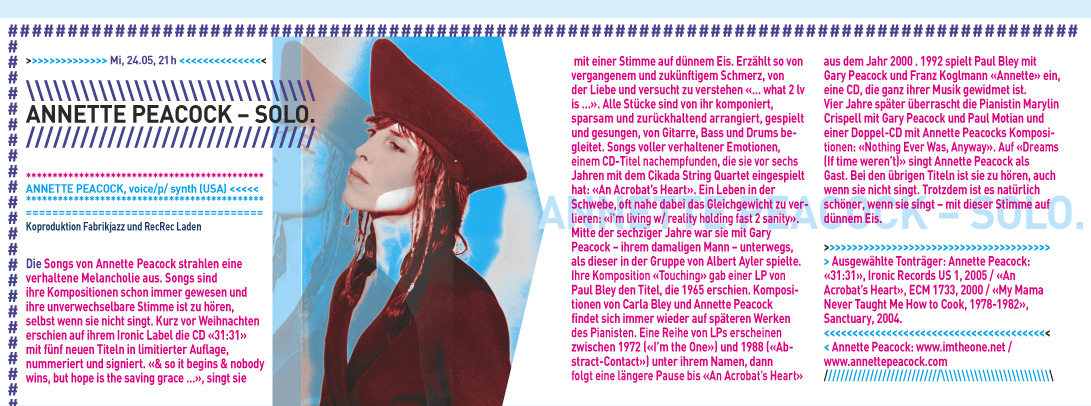 ##########################################################################
>>>>>>>>>>>>>> Mi, 24.05, 21 h <<<<<<<<<<<<<<<
\\\\\\\\\\\\\\\\\\\\\\\\\\\\\\\\\\\\
ANNETTE PEACOCK – SOLO.
////////////////////////////////////
*********************************************
ANNETTE PEACOCK, voice/p/ synth (USA) <<<<<
*********************************************
=====================================
Koproduktion Fabrikjazz und RecRec Laden
Die Songs von Annette Peacock strahlen eine
verhaltene Melancholie aus. Songs sind
ihre Kompositionen schon immer gewesen und
ihre unverwechselbare Stimme ist zu hören,
selbst wenn sie nicht singt. Kurz vor Weihnachten
erschien auf ihrem Ironic Label die CD «31:31»
mit fünf neuen Titeln in limitierter Auflage,
nummeriert und signiert. «& so it begins & nobody
wins, but hope is the saving grace ...», singt sie
mit einer Stimme auf dünnem Eis. Erzählt so von
vergangenem und zukünftigem Schmerz, von
der Liebe und versucht zu verstehen «... what 2 lv
is ...». Alle Stücke sind von ihr komponiert,
sparsam und zurückhaltend arrangiert, gespielt
und gesungen, von Gitarre, Bass und Drums be-
gleitet. Songs voller verhaltener Emotionen,
einem CD-Titel nachempfunden, die sie vor sechs
Jahren mit dem Cikada String Quartet eingespielt
hat: «An Acrobat's Heart». Ein Leben in der
Schwebe, oft nahe dabei das Gleichgewicht zu ver-
lieren: «i'm living w/ reality holding fast 2 sanity».
Mitte der sechziger Jahre war sie mit Gary
Peacock – ihrem damaligen Mann – unterwegs,
als dieser in der Gruppe von Albert Ayler spielte.
Ihre Komposition «Touching» gab einer LP von
Paul Bley den Titel, die 1965 erschien. Komposi-
tionen von Carla Bley und Annette Peacock
findet sich immer wieder auf späteren Werken
des Pianisten. Eine Reihe von LPs erscheinen
zwischen 1972 («I'm the One») und 1988 («Ab-
stract-Contact») unter ihrem Namen, dann
folgt eine längere Pause bis «An Acrobat's Heart»
aus dem Jahr 2000 . 1992 spielt Paul Bley mit
Gary Peacock und Franz Koglmann «Annette» ein,
eine CD, die ganz ihrer Musik gewidmet ist.
Vier Jahre später überrascht die Pianistin Marylin
Crispell mit Gary Peacock und Paul Motian und
einer Doppel-CD mit Annette Peacocks Komposi-
tionen: «Nothing Ever Was, Anyway». Auf «Dreams
(If time weren't)» singt Annette Peacock als
Gast. Bei den übrigen Titeln ist sie zu hören, auch
wenn sie nicht singt. Trotzdem ist es natürlich
schöner, wenn sie singt – mit dieser Stimme auf
dünnem Eis.
ANNETTE PEACOCK – SOLO.
>>>>>>>>>>>>>>>>>>>>>>>>>>>>>>>>>>>>>>>
> Ausgewählte Tonträger: Annette Peacock:
«31:31», Ironic Records US 1, 2005 / «An
Acrobat's Heart», ECM 1733, 2000 / «My Mama
Never Taught Me How to Cook, 1978-1982»,
Sanctuary, 2004.
<<<<<<<<<<<<<<<<<<<<<<<<<<<<<<<<<<<<<<<
< Annette Peacock: www.imtheone.net /
www.annettepeacock.com
////////////////////////////\\\\\\\\\\\\\\\\\\\\\\\\\\\\